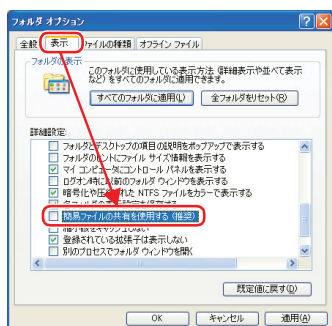 フォルダ オプション
全般 表示 ファイルの種類 オフライン ファイル
フォルダの表示
このフォルダに使用している表示方法 (詳細表示や並べて表示
など) をすべてのフォルダに適用できます。
すべてのフォルダに適用(L) 全フォルダをリセット(R)
詳細設定:
フォルダとデスクトップの項目の説明をポップアップで表示する
フォルダのヒントにファイル サイズ情報を表示する
マイ コンピュータにコントロール パネルを表示する
ログオン時に以前のフォルダ ウィンドウを表示する
暗号化や圧縮された NTFS ファイルをカラーで表示する
簡易ファイルの共有を使用する (推奨)
縮小版をキャッシュしない
登録されている拡張子は表示しない
別のプロセスでフォルダ ウィンドウを開く
既定値に戻す(D)
OK キャンセル 適用(A)